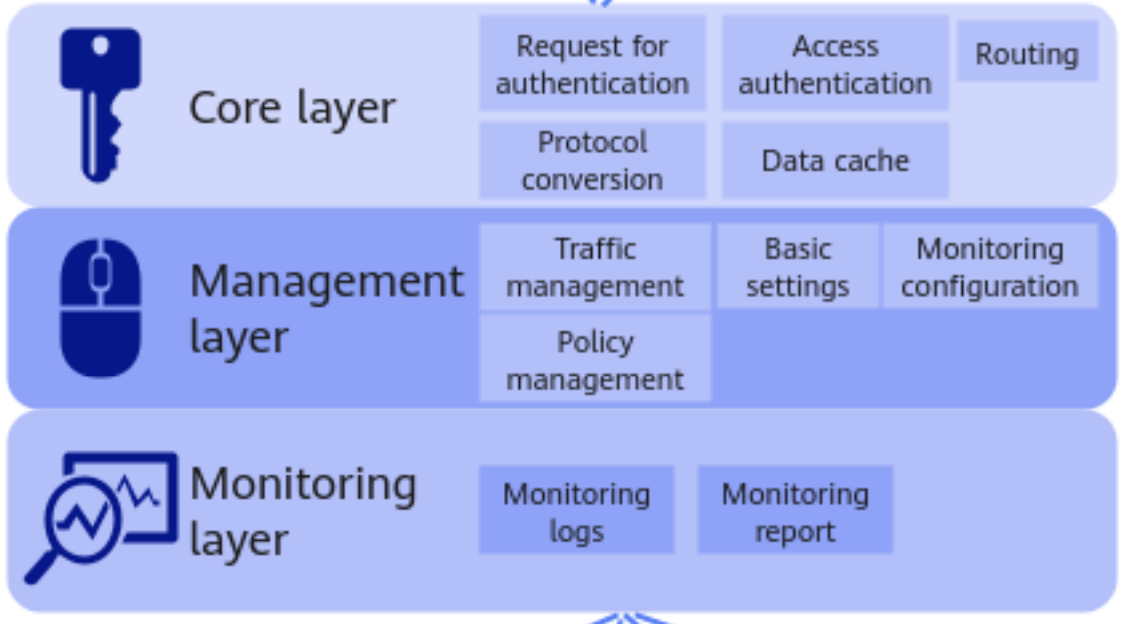 Core layer
Request for
authentication
Access
authentication
Routing
Protocol
conversion
Data cache
Management
layer
Traffic
management
Basic
settings
Monitoring
configuration
Policy
management
Monitoring
layer
Monitoring
logs
Monitoring
report